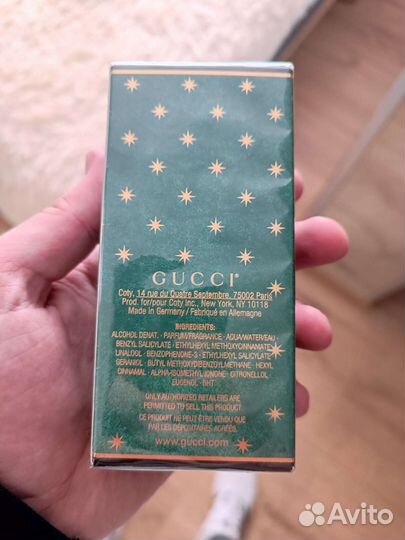 GUCCI®
Coty, 14 rue du Quatre Septembre, 75002 Paris
Prod. for/pour Coty Inc., New York, NY 10118
Made in Germany / Fabriqué en Allemagne
INGREDIENTS:
ALCOHOL DENAT. • PARFUM/FRAGRANCE • AQUA/WATER/EAU •
BENZYL SALICYLATE • ETHYLHEXYL METHOXYCINNAMATE •
LINALOOL • BENZOPHENONE-3 • ETHYLHEXYL SALICYLATE •
GERANIOL • BUTYL METHOXYDIBENZOYLMETHANE • HEXYL
CINNAMAL • ALPHA-ISOMETHYL IONONE • CITRONELLOL •
EUGENOL • BHT
ONLY AUTHORIZED RETAILERS ARE
PERMITTED TO SELL THIS PRODUCT.
CE PRODUIT NE PEUT ÊTRE VENDU QUE
PAR LES DÉPOSITAIRES AGRÉÉS.
www.gucci.com
Avito